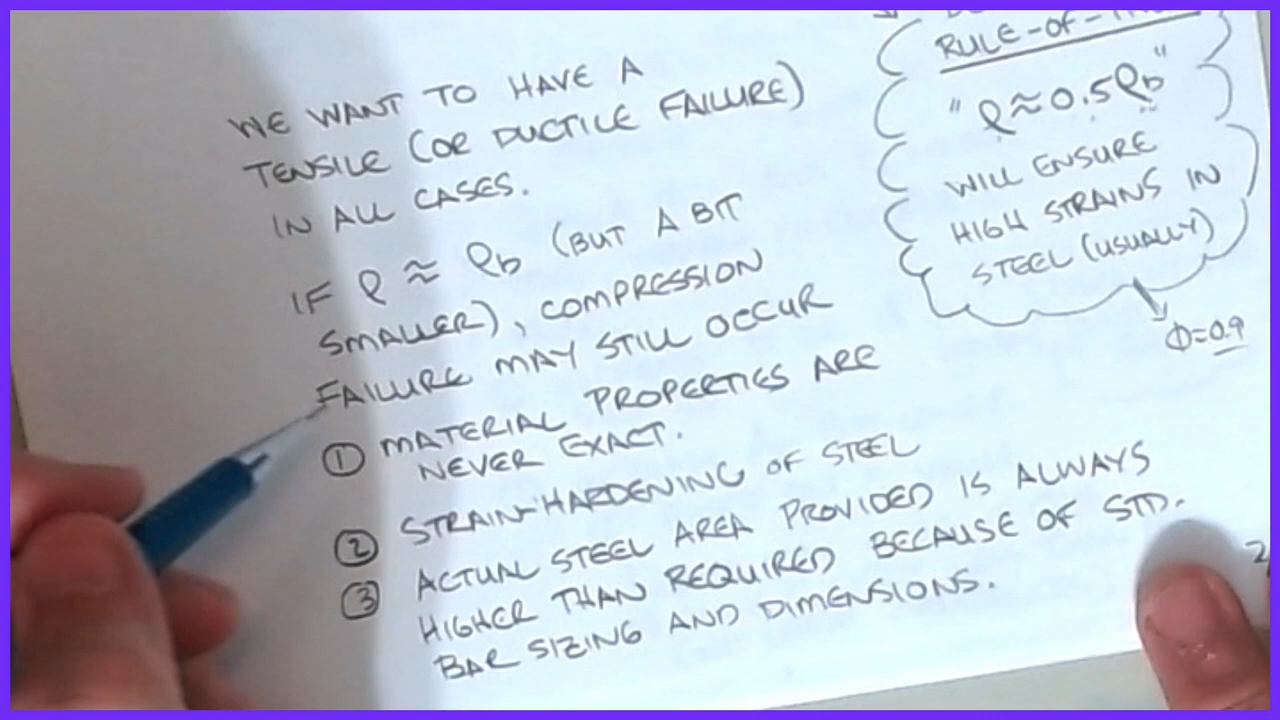 WE WANT TO HAVE A
TENSILE (OR DUCTILE FAILURE)
IN ALL CASES.
IF ρ ≈ ρb (BUT A BIT
SMALLER), COMPRESSION
FAILURE MAY STILL OCCUR
① MATERIAL PROPERTIES ARE
NEVER EXACT.
② STRAIN-HARDENING OF STEEL
③ ACTUAL STEEL AREA PROVIDED IS ALWAYS
HIGHER THAN REQUIRED BECAUSE OF STD.
BAR SIZING AND DIMENSIONS.
RULE-OF-
"ρ≈0.5ρb"
WILL ENSURE
HIGH STRAINS IN
STEEL (USUALLY)
Φ=0.9